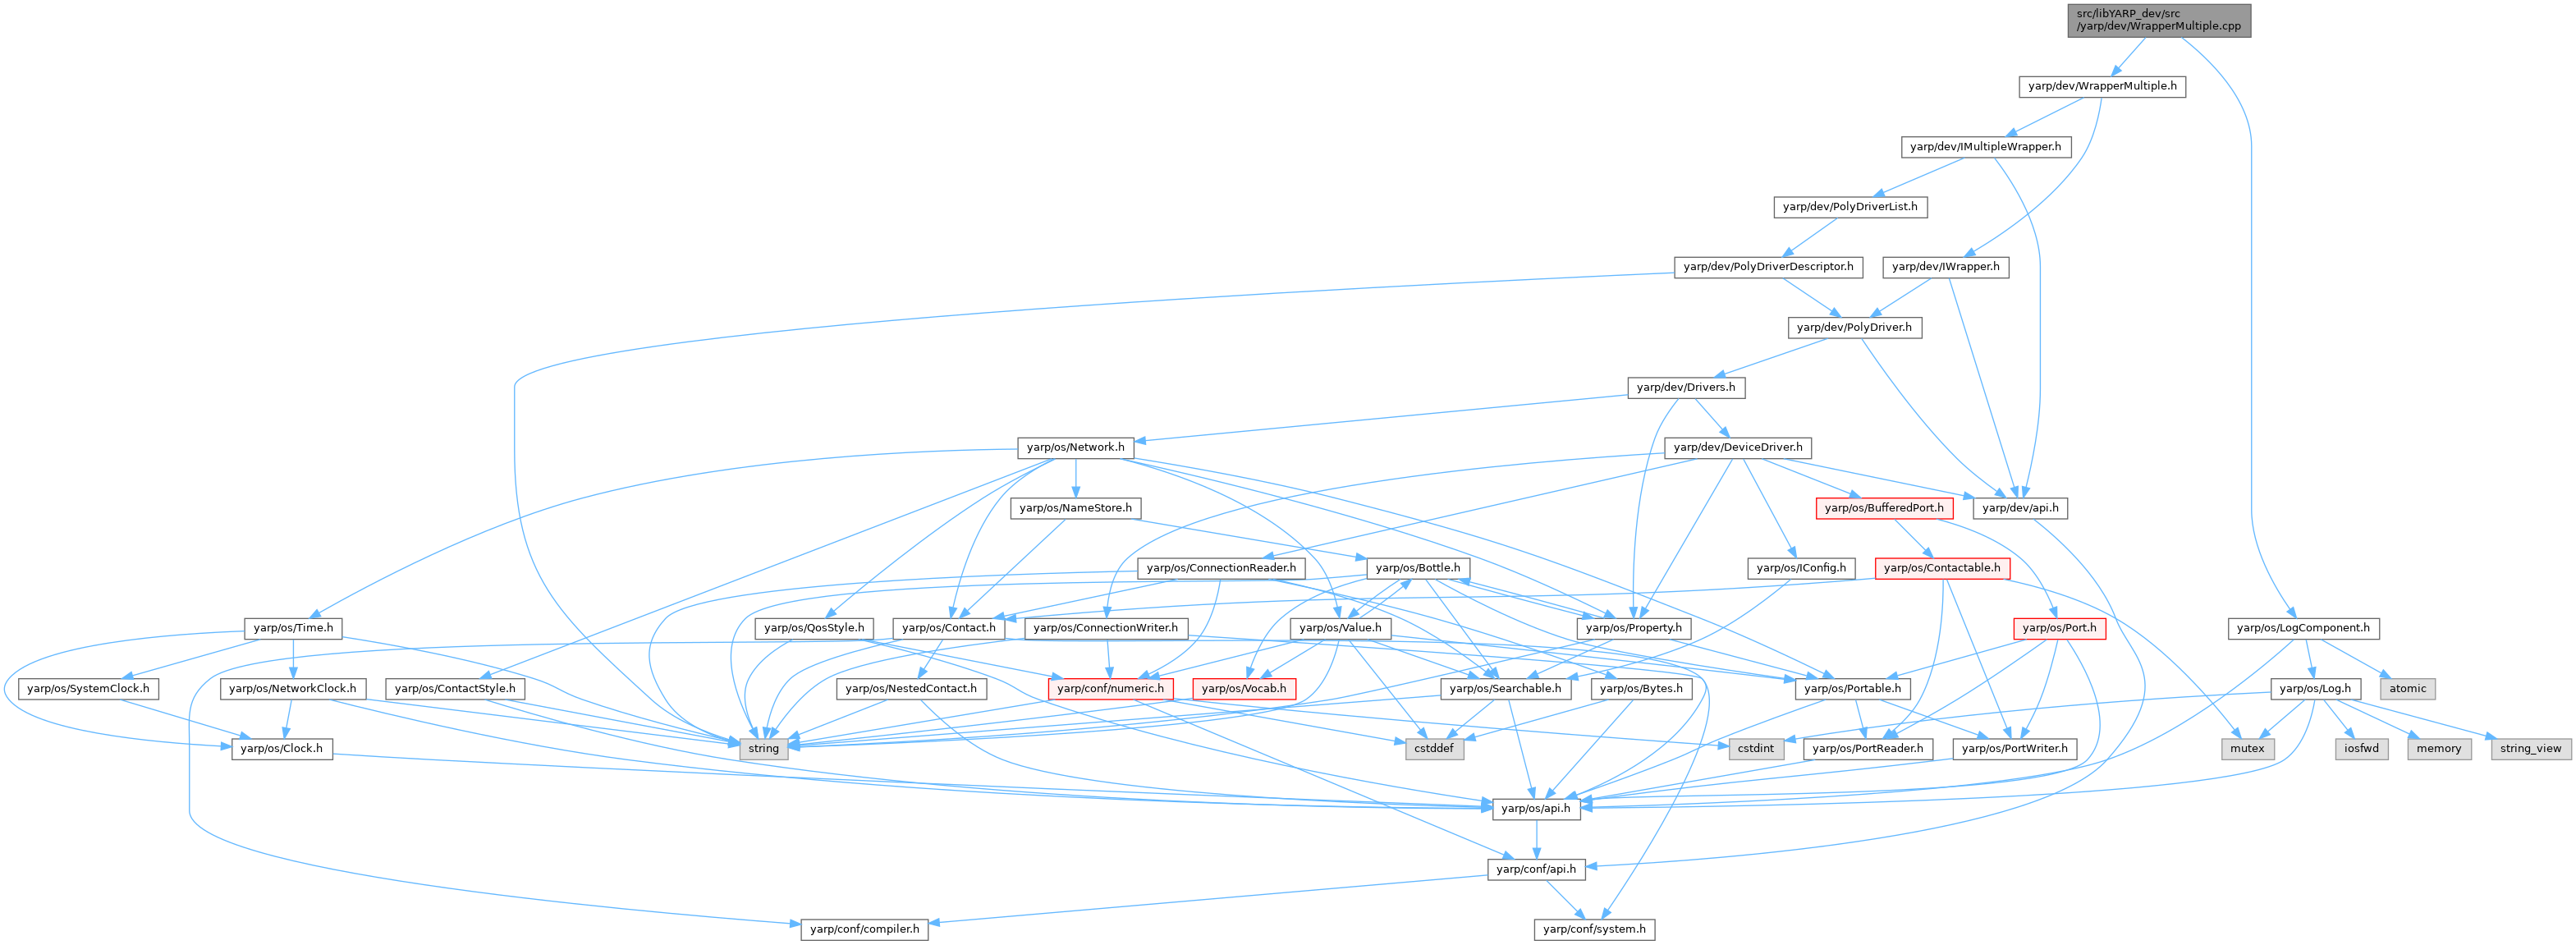 src/libYARP_dev/src
/yarp/dev/WrapperMultiple.cpp
yarp/dev/WrapperMultiple.h
yarp/dev/IMultipleWrapper.h
yarp/dev/PolyDriverList.h
yarp/dev/PolyDriverDescriptor.h
yarp/dev/IWrapper.h
yarp/dev/PolyDriver.h
yarp/dev/Drivers.h
yarp/os/Network.h
yarp/dev/DeviceDriver.h
yarp/os/NameStore.h
yarp/os/BufferedPort.h
yarp/dev/api.h
yarp/os/ConnectionReader.h
yarp/os/Bottle.h
yarp/os/IConfig.h
yarp/os/Contactable.h
yarp/os/Time.h
yarp/os/QosStyle.h
yarp/os/Contact.h
yarp/os/ConnectionWriter.h
yarp/os/Value.h
yarp/os/Property.h
yarp/os/Port.h
yarp/os/LogComponent.h
yarp/os/SystemClock.h
yarp/os/NetworkClock.h
yarp/os/ContactStyle.h
yarp/os/NestedContact.h
yarp/conf/numeric.h
yarp/os/Vocab.h
yarp/os/Searchable.h
yarp/os/Bytes.h
yarp/os/Portable.h
yarp/os/Log.h
atomic
yarp/os/Clock.h
string
cstddef
cstdint
yarp/os/PortReader.h
yarp/os/PortWriter.h
mutex
iosfwd
memory
string_view
yarp/os/api.h
yarp/conf/api.h
yarp/conf/compiler.h
yarp/conf/system.h